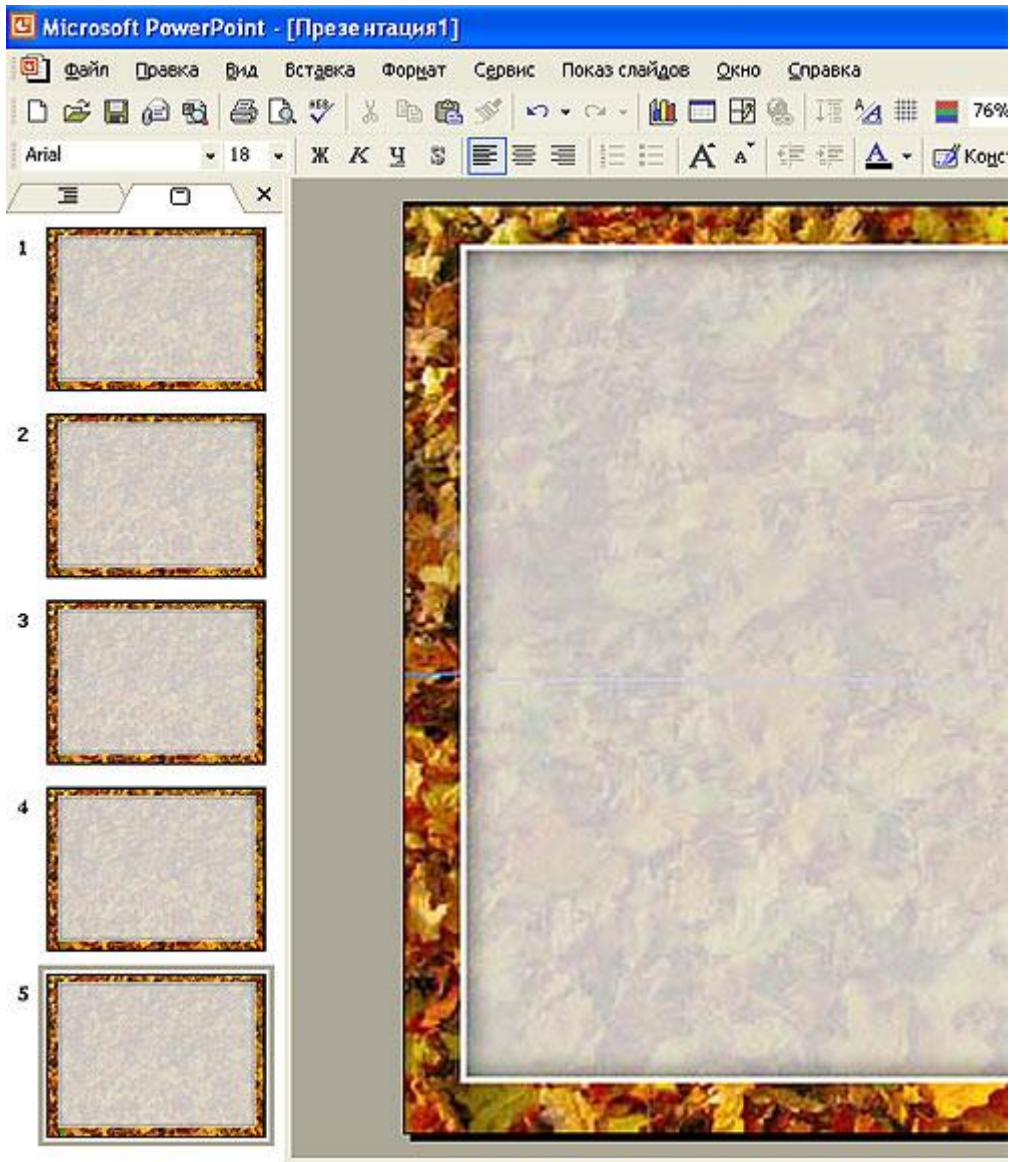 Microsoft PowerPoint - [Презентация1]
Файл Правка Вид Вставка Формат Сервис Показ слайдов Окно Справка
76%
Arial 18 Ж К Ч S A A A Конс
1
2
3
4
5